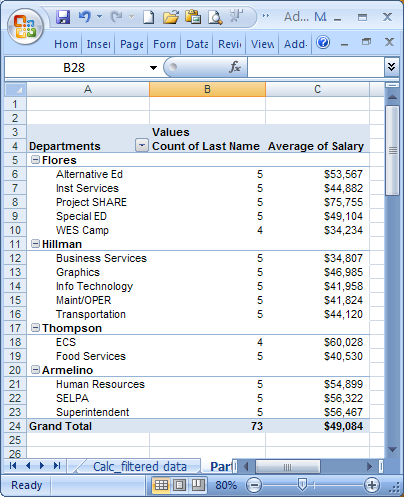 Ad... M
Hom Inser Page Forn Data Revi View Add-
B28 fx
A B C
1
2
3 Values
4 Departments Count of Last Name Average of Salary
5 Flores
6 Alternative Ed 5 $53,567
7 Inst Services 5 $44,882
8 Project SHARE 5 $75,755
9 Special ED 5 $49,104
10 WES Camp 4 $34,234
11 Hillman
12 Business Services 5 $34,807
13 Graphics 5 $46,985
14 Info Technology 5 $41,958
15 Maint/OPER 5 $41,824
16 Transportation 5 $44,120
17 Thompson
18 ECS 4 $60,028
19 Food Services 5 $40,530
20 Armelino
21 Human Resources 5 $54,899
22 SELPA 5 $56,322
23 Superintendent 5 $56,467
24 Grand Total 73 $49,084
25
26
Calc_filtered data Par
Ready 80%